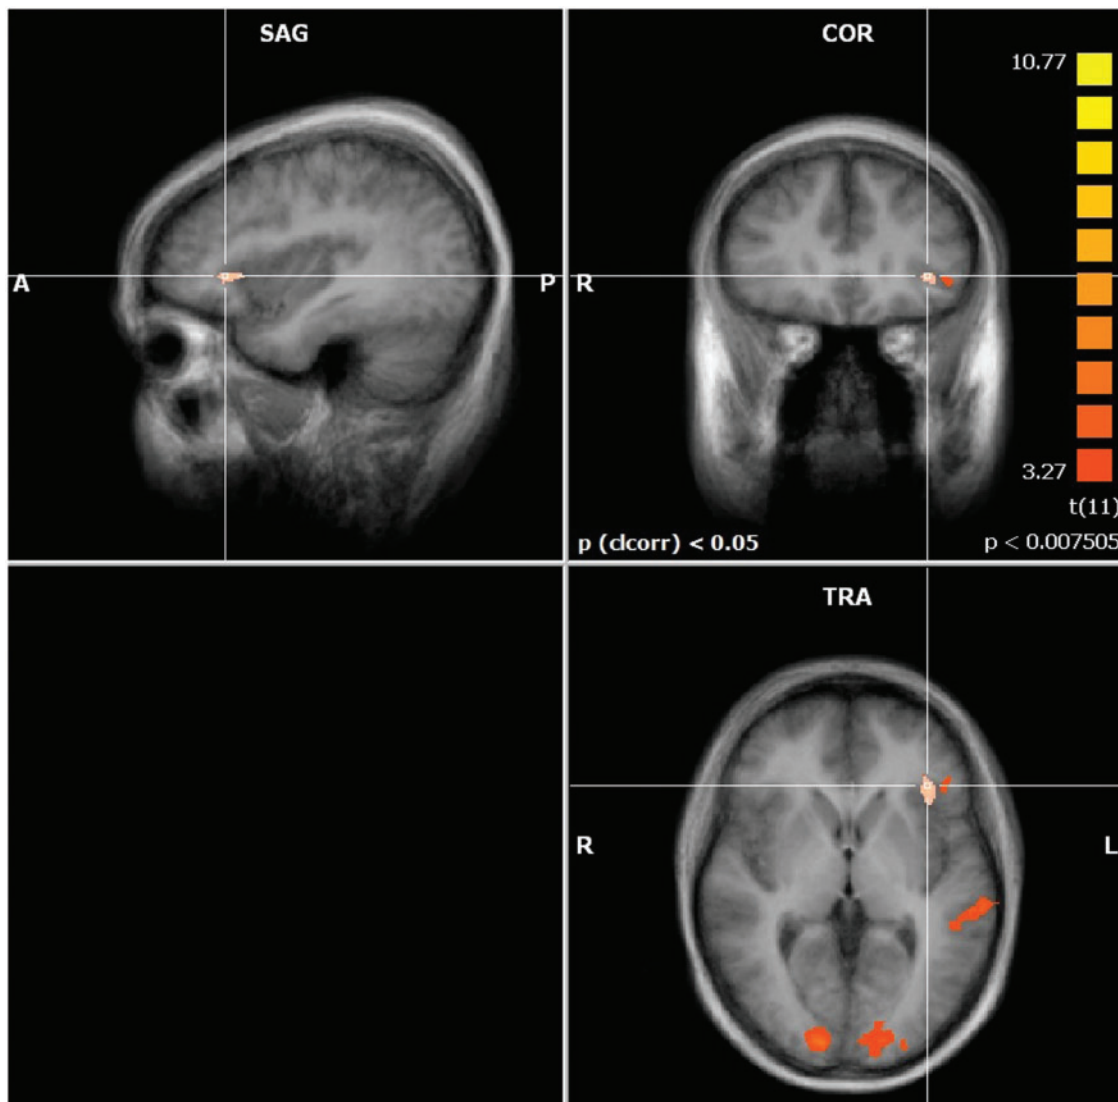 SAG
A
P
COR
10.77
R
3.27
t(11)
p (clcorr) < 0.05
p < 0.007505
TRA
R
L